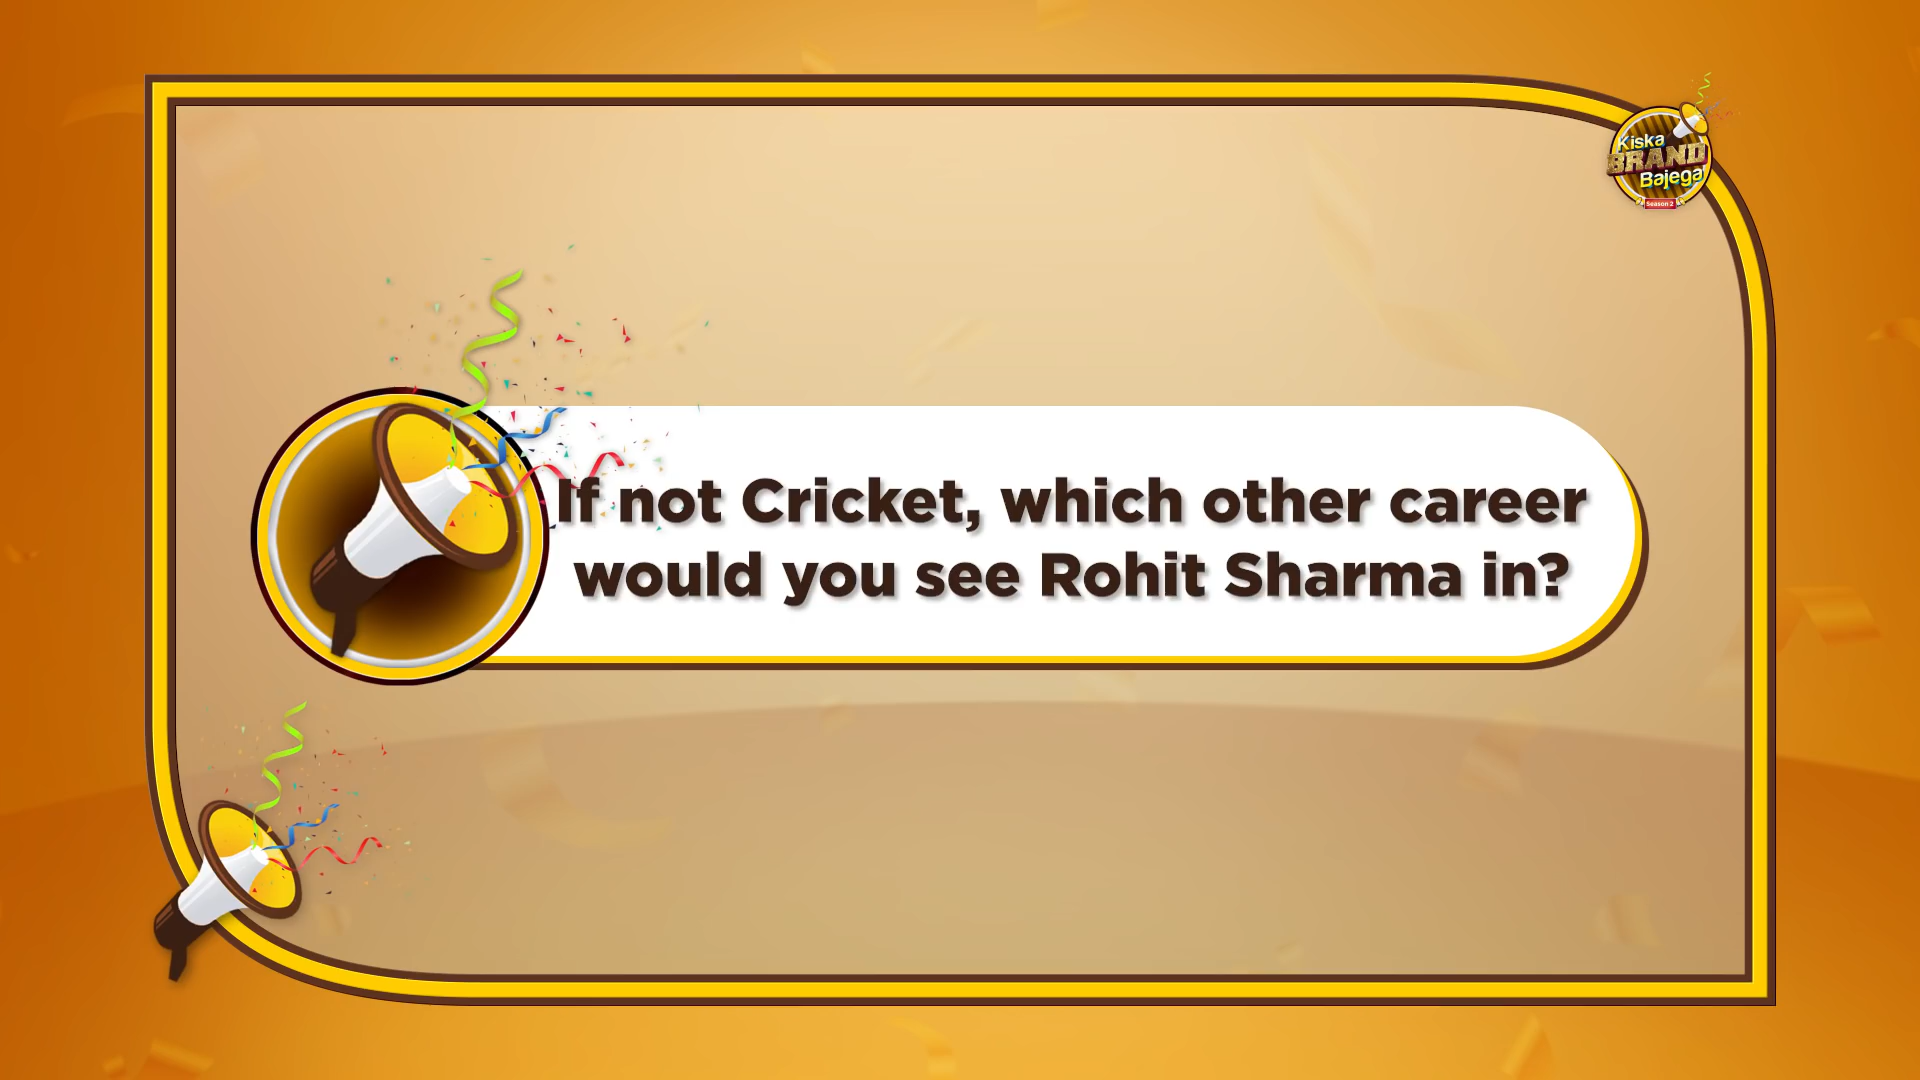 Kiska
BRAND
Bajega
Season 2
If not Cricket, which other career
would you see Rohit Sharma in?